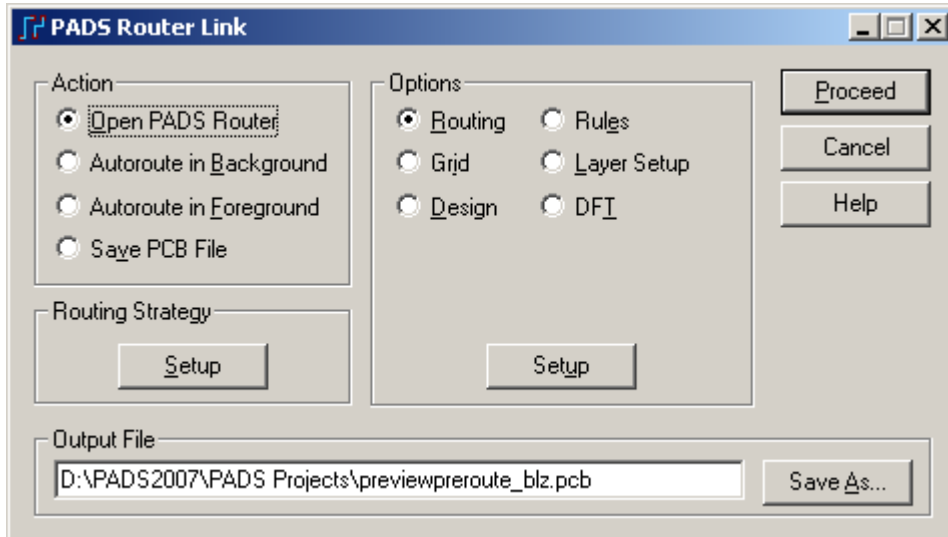 PADS Router Link
Action
Open PADS Router
Autoroute in Background
Autoroute in Foreground
Save PCB File
Options
Routing
Rules
Grid
Layer Setup
Design
DFT
Proceed
Cancel
Help
Routing Strategy
Setup
Setup
Output File
D:\PADS2007\PADS Projects\previewpreroute_blz.pcb
Save As...